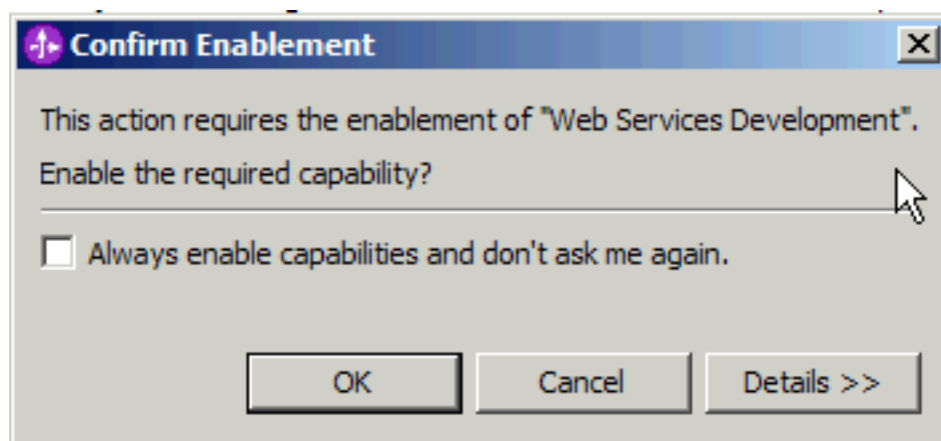 Confirm Enablement
This action requires the enablement of "Web Services Development".
Enable the required capability?
Always enable capabilities and don't ask me again.
OK Cancel Details >>